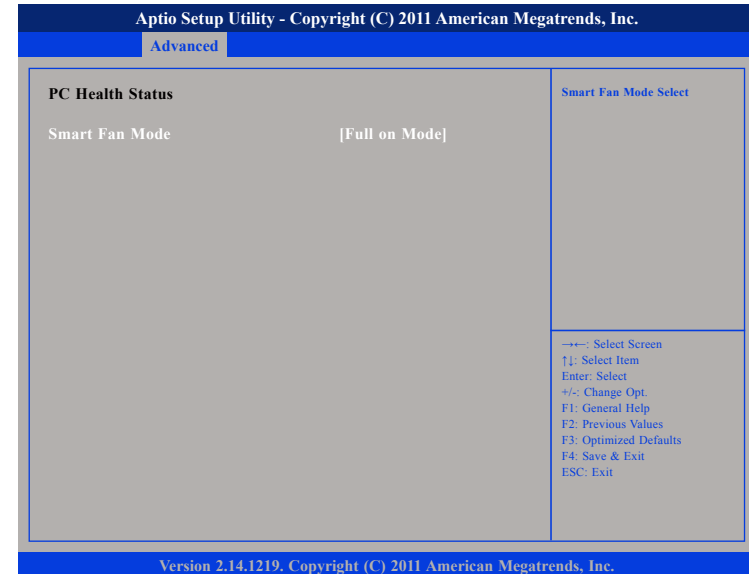 Aptio Setup Utility - Copyright (C) 2011 American Megatrends, Inc.
Advanced
PC Health Status
Smart Fan Mode [Full on Mode]
Smart Fan Mode Select
→←: Select Screen
↑↓: Select Item
Enter: Select
+/-: Change Opt.
F1: General Help
F2: Previous Values
F3: Optimized Defaults
F4: Save & Exit
ESC: Exit
Version 2.14.1219. Copyright (C) 2011 American Megatrends, Inc.